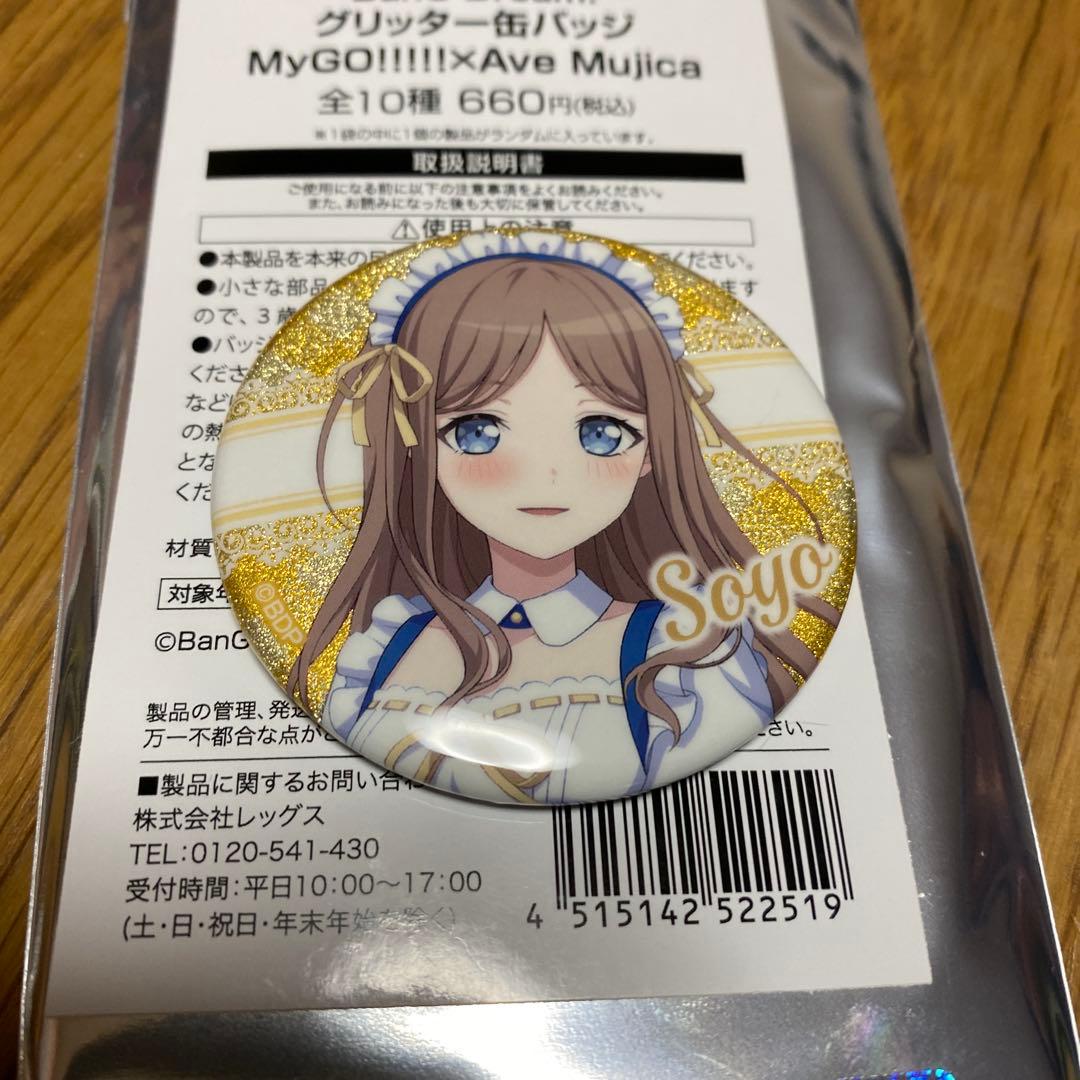 グリッター缶バッジ
MyGO!!!!!!×Ave Mujica
全10種 660円(税込)
※1袋の中に1個の製品がランダムに入っています。
取扱説明書
ご使用になる前に以下の注意事項をよくお読みください。
また、お読みになった後も大切に保管してください。
⚠使用上の注意
●本製品を本来の目 ください。
●小さな部品 ます
ので、3歳
●バッジ
くださ
など
の熱
とな
くだ
材質
対象年
©BDP
Soyo
©BanG
製品の管理、発送
万一不都合な点が さい。
■製品に関するお問い合わ
株式会社レッグス
TEL:0120-541-430
受付時間:平日10:00～17:00
(土・日・祝日・年末年始を除く)
4 515142 522519